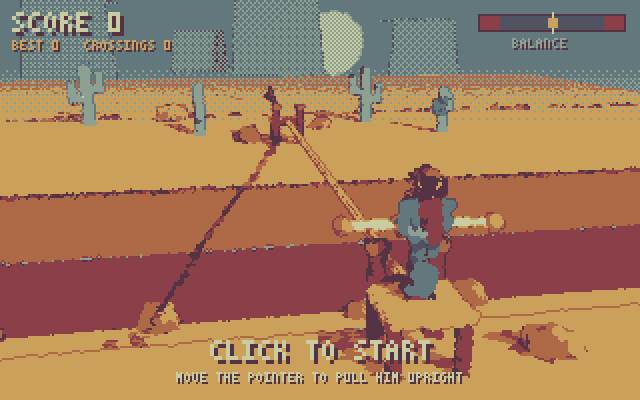 SCORE 0
BEST 0 CROSSINGS 0
BALANCE
CLICK TO START
MOVE THE POINTER TO PULL HIM UPRIGHT